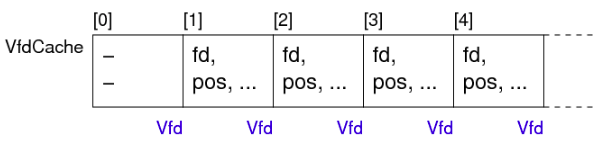 [0] [1] [2] [3] [4]
VfdCache
– fd, fd, fd, fd,
– pos, ... pos, ... pos, ... pos, ...
Vfd Vfd Vfd Vfd Vfd